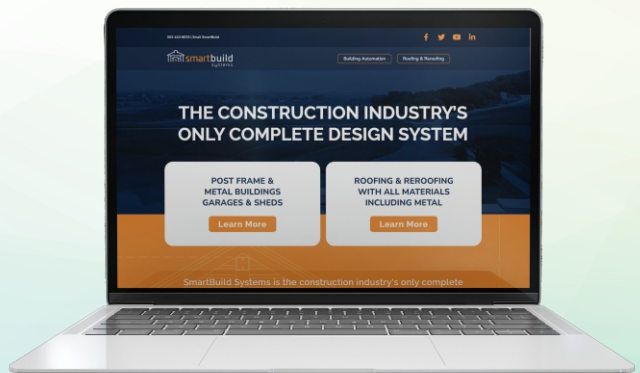 smartbuild
systems
Building Automation
Roofing & Reroofing
THE CONSTRUCTION INDUSTRY'S
ONLY COMPLETE DESIGN SYSTEM
POST FRAME &
METAL BUILDINGS
GARAGES & SHEDS
Learn More
ROOFING & REROOFING
WITH ALL MATERIALS
INCLUDING METAL
Learn More
SmartBuild Systems is the construction industry's only complete